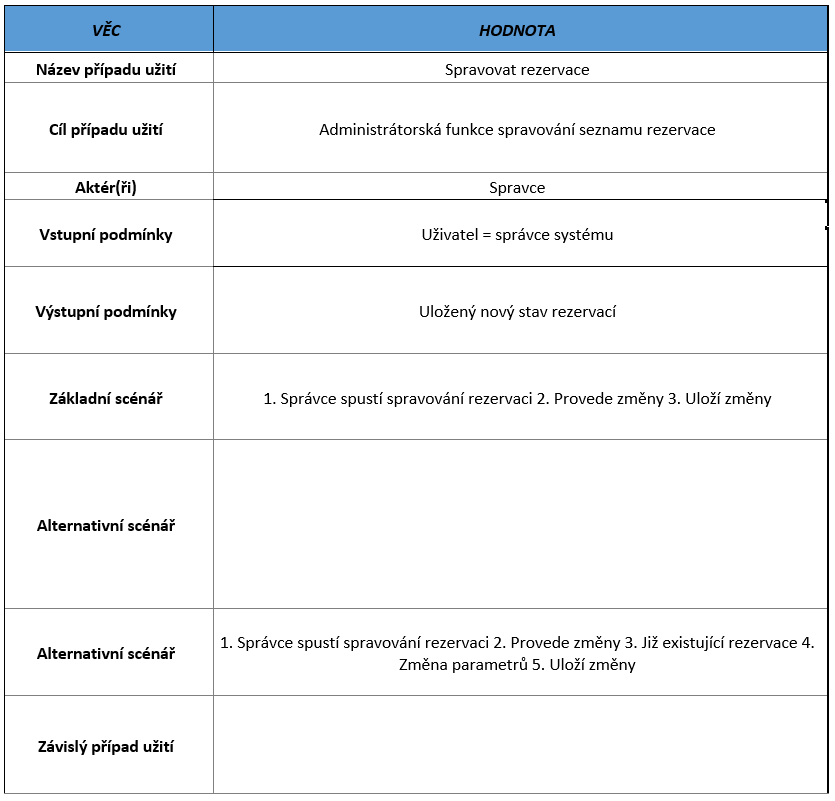 VĚC HODNOTA
Název případu užití Spravovat rezervace
Cíl případu užití Administrátorská funkce spravování seznamu rezervace
Aktér(ři) Spravce
Vstupní podmínky Uživatel = správce systému
Výstupní podmínky Uložený nový stav rezervací
Základní scénář 1. Správce spustí spravování rezervaci 2. Provede změny 3. Uloží změny
Alternativní scénář
Alternativní scénář 1. Správce spustí spravování rezervaci 2. Provede změny 3. Již existující rezervace 4.
Změna parametrů 5. Uloží změny
Závislý případ užití